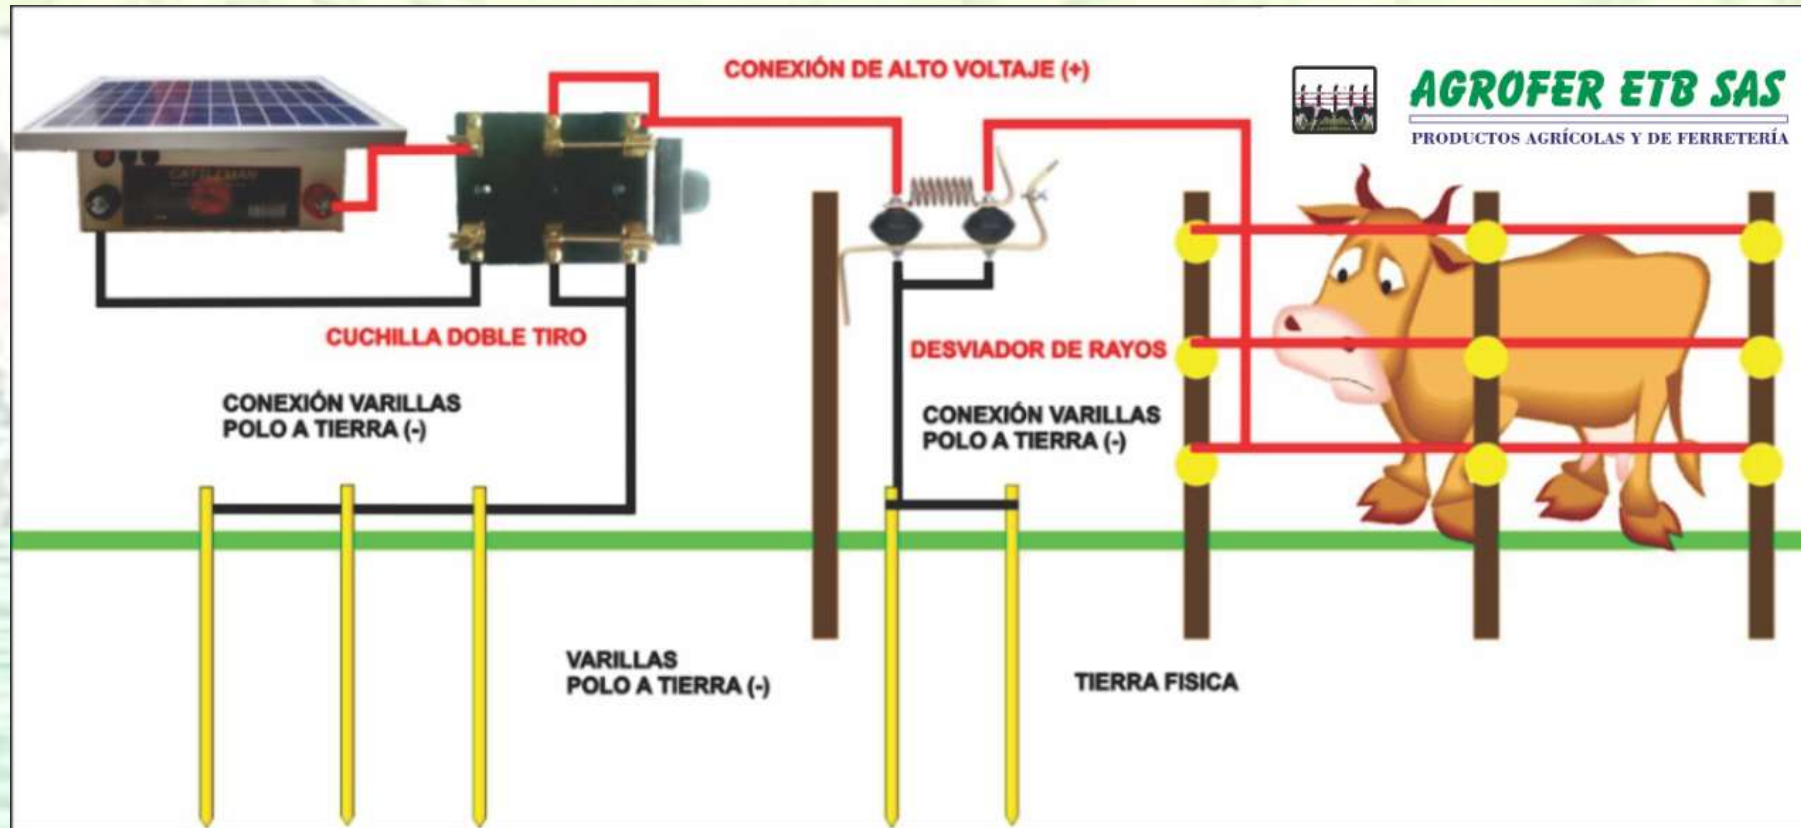 CONEXIÓN DE ALTO VOLTAJE (+)
AGROFER ETB SAS
PRODUCTOS AGRÍCOLAS Y DE FERRETERÍA
CATTLEMAN
CUCHILLA DOBLE TIRO
DESVIADOR DE RAYOS
CONEXIÓN VARILLAS
POLO A TIERRA (-)
CONEXIÓN VARILLAS
POLO A TIERRA (-)
VARILLAS
POLO A TIERRA (-)
TIERRA FISICA